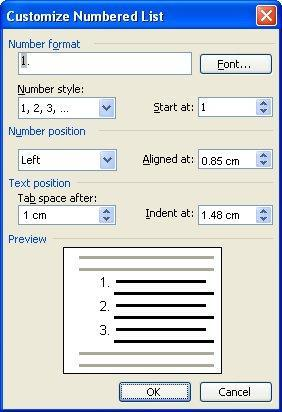 Customize Numbered List
Number format
1.
Font...
Number style:
1, 2, 3, ...
Start at: 1
Number position
Left
Aligned at: 0.85 cm
Text position
Tab space after:
1 cm
Indent at: 1.48 cm
Preview
1.
2.
3.
OK
Cancel